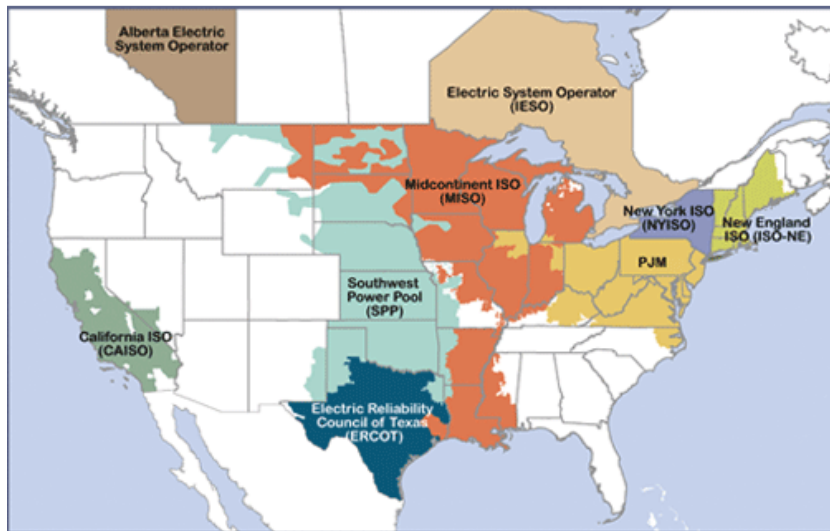 Alberta Electric
System Operator
Electric System Operator
(IESO)
Midcontinent ISO
(MISO)
New York ISO
(NYISO)
New England
ISO (ISO-NE)
PJM
Southwest
Power Pool
(SPP)
California ISO
(CAISO)
Electric Reliability
Council of Texas
(ERCOT)